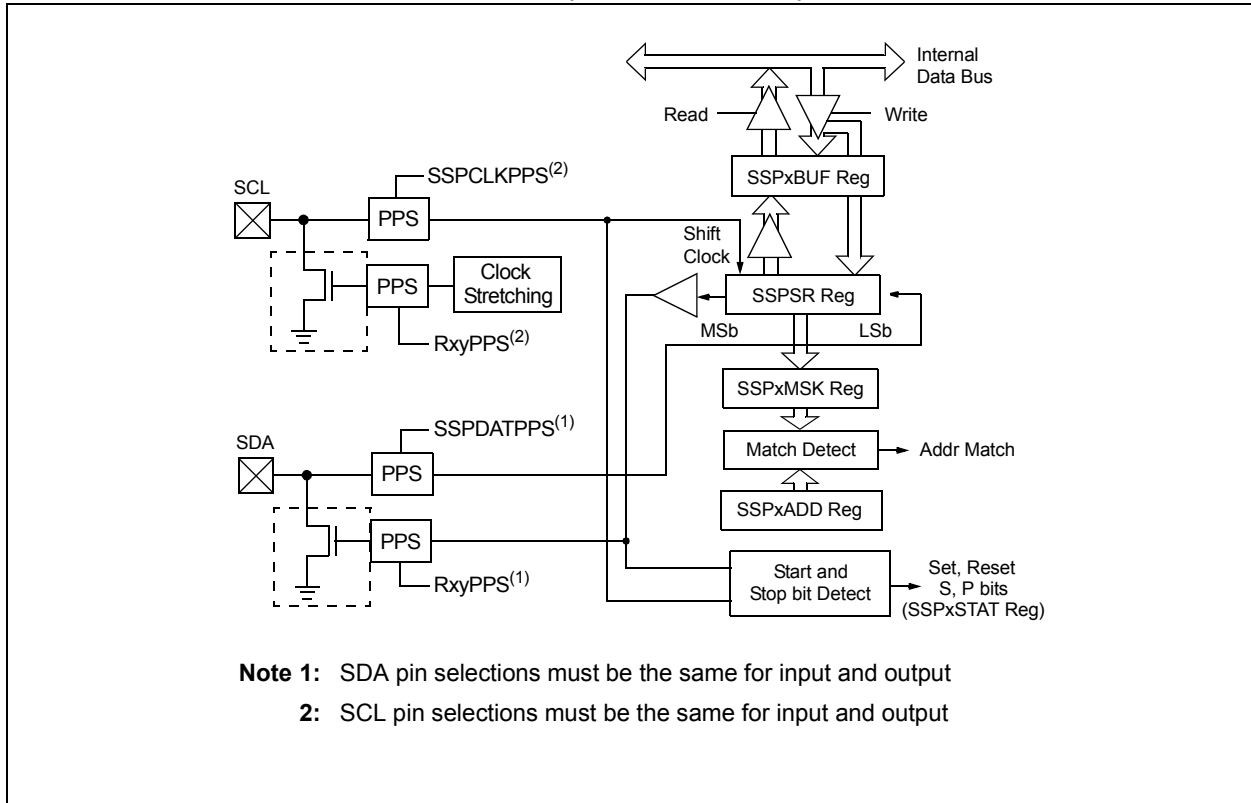 Internal
Data Bus
Read
Write
SSPCLKPPS(2)
SSPxBUF Reg
SCL
PPS
Shift
Clock
PPS
Clock
Stretching
SSPSR Reg
MSb
LSb
RxyPPS(2)
SSPxMSK Reg
SSPDATPPS(1)
SDA
Match Detect
Addr Match
PPS
SSPxADD Reg
PPS
Start and
Stop bit Detect
Set, Reset
S, P bits
(SSPxSTAT Reg)
RxyPPS(1)
Note 1: SDA pin selections must be the same for input and output
2: SCL pin selections must be the same for input and output